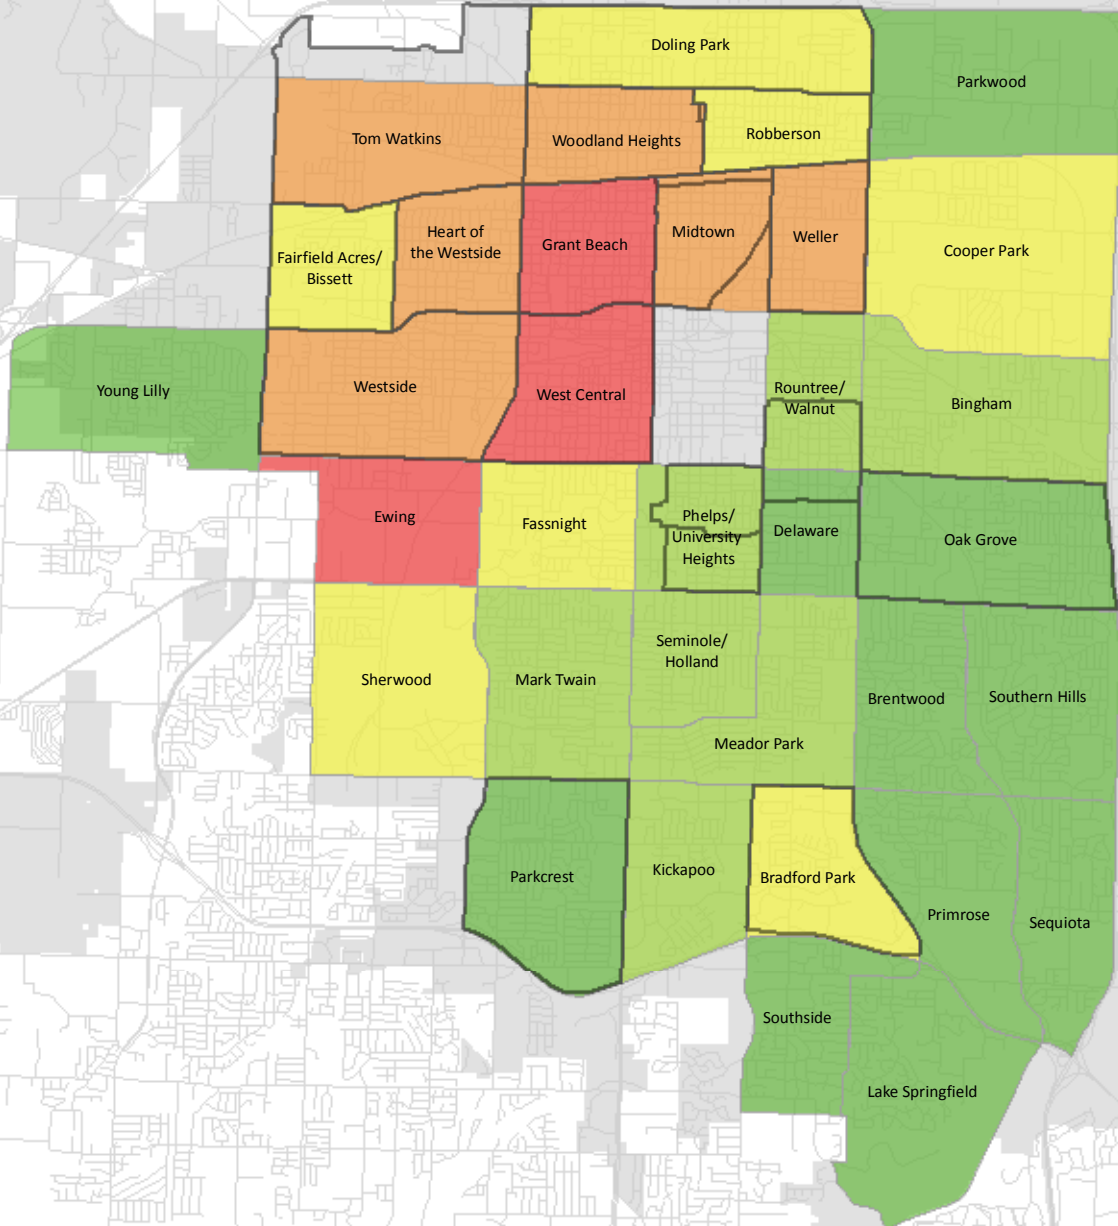 Doling Park
Parkwood
Tom Watkins
Woodland Heights
Robberson
Heart of
the Westside
Grant Beach
Midtown
Weller
Cooper Park
Fairfield Acres/
Bissett
Young Lilly
Westside
West Central
Rountree/
Walnut
Bingham
Ewing
Fassnight
Phelps/
University
Heights
Delaware
Oak Grove
Sherwood
Mark Twain
Seminole/
Holland
Brentwood
Southern Hills
Meador Park
Parkcrest
Kickapoo
Bradford Park
Primrose
Sequiota
Southside
Lake Springfield